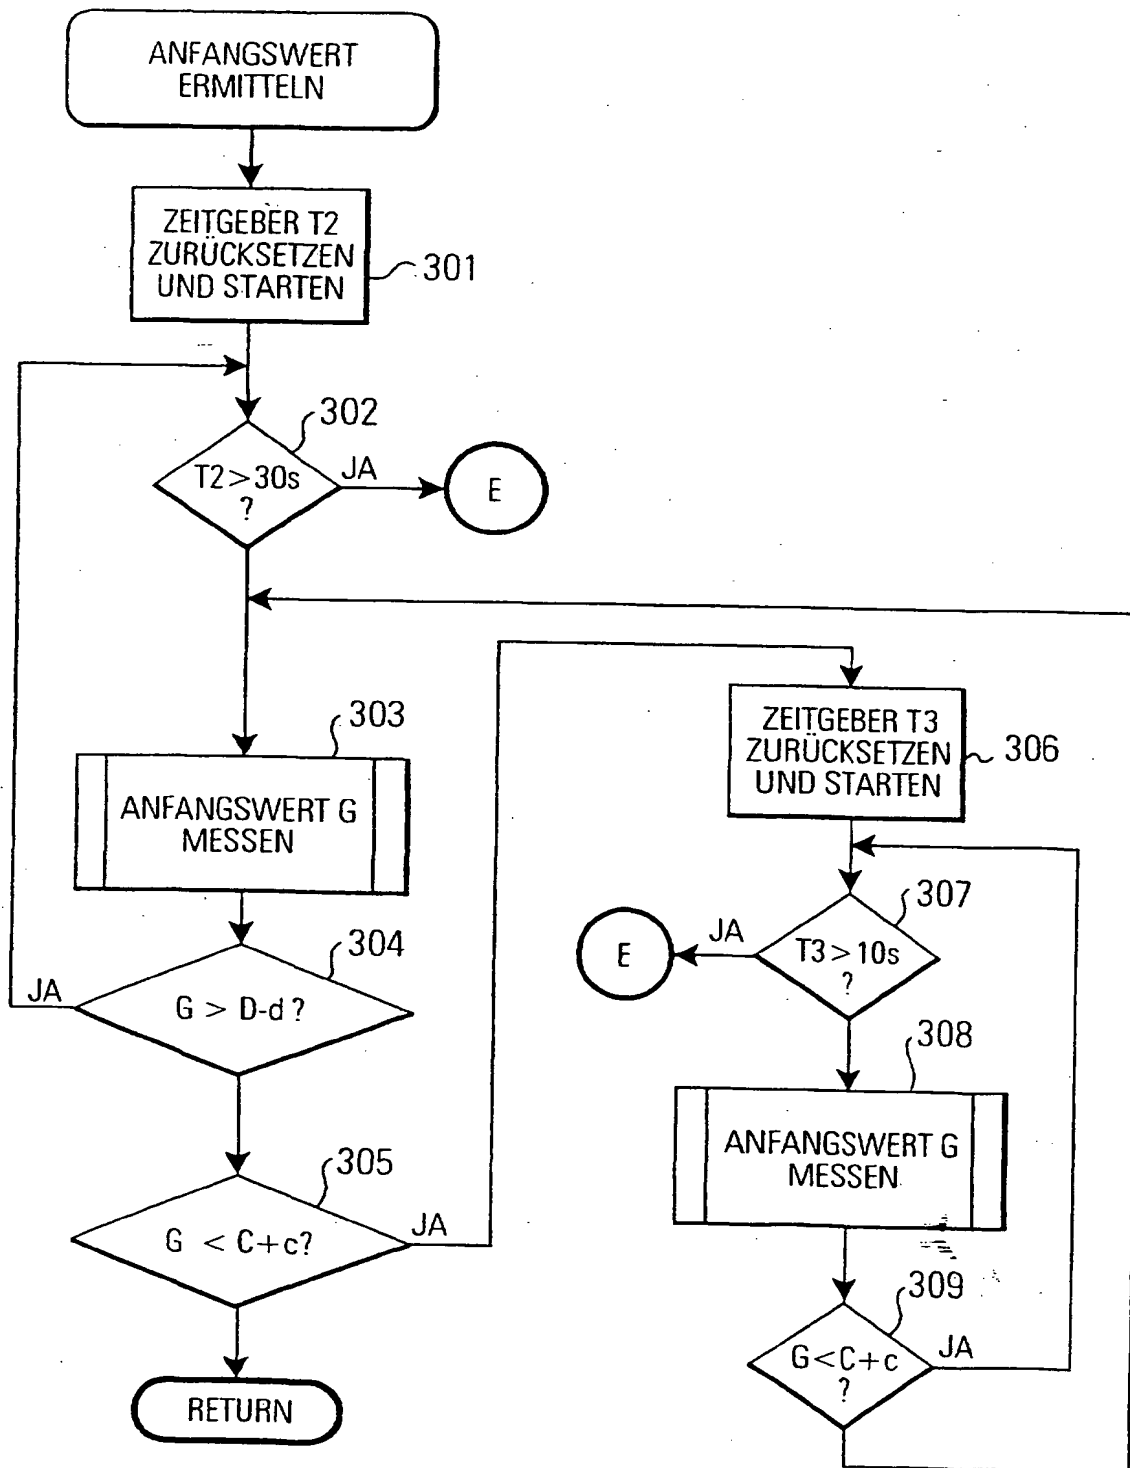 ANFANGSWERT
ERMITTELN
ZEITGEBER T2
ZURÜCKSETZEN
UND STARTEN
301
302
T2>30s
?
JA
E
303
ANFANGSWERT G
MESSEN
304
G > D-d ?
JA
305
G < C+c?
JA
RETURN
ZEITGEBER T3
ZURÜCKSETZEN
UND STARTEN
306
307
T3>10s
?
JA
E
308
ANFANGSWERT G
MESSEN
309
G<C+c
?
JA